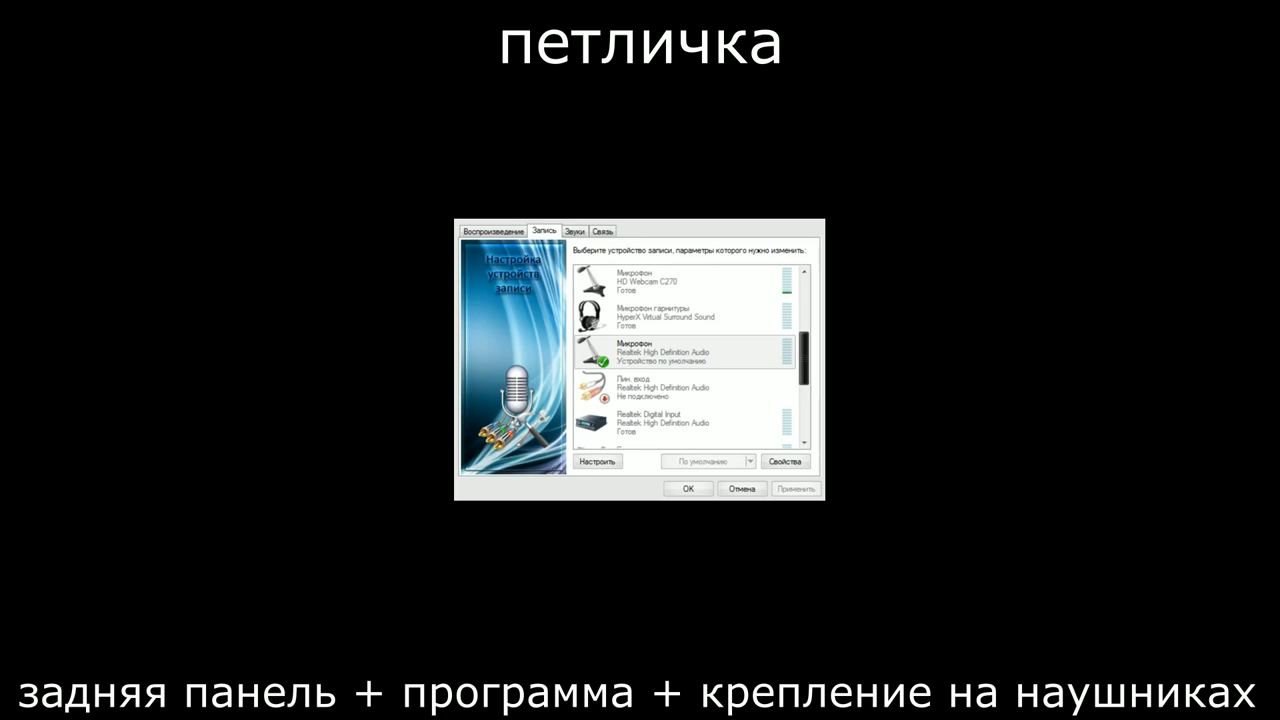 петличка
Воспроизведение Запись Звуки Связь
Настройка
устройств
записи
Выберите устройство записи, параметры которого нужно изменить:
Микрофон
HD Webcam C270
Готов
Микрофон гарнитуры
HyperX Virtual Surround Sound
Готов
Микрофон
Realtek High Definition Audio
Устройство по умолчанию
Лин. вход
Realtek High Definition Audio
Не подключено
Realtek Digital Input
Realtek High Definition Audio
Готов
Настроить По умолчанию Свойства
OK Отмена Применить
задняя панель + программа + крепление на наушниках